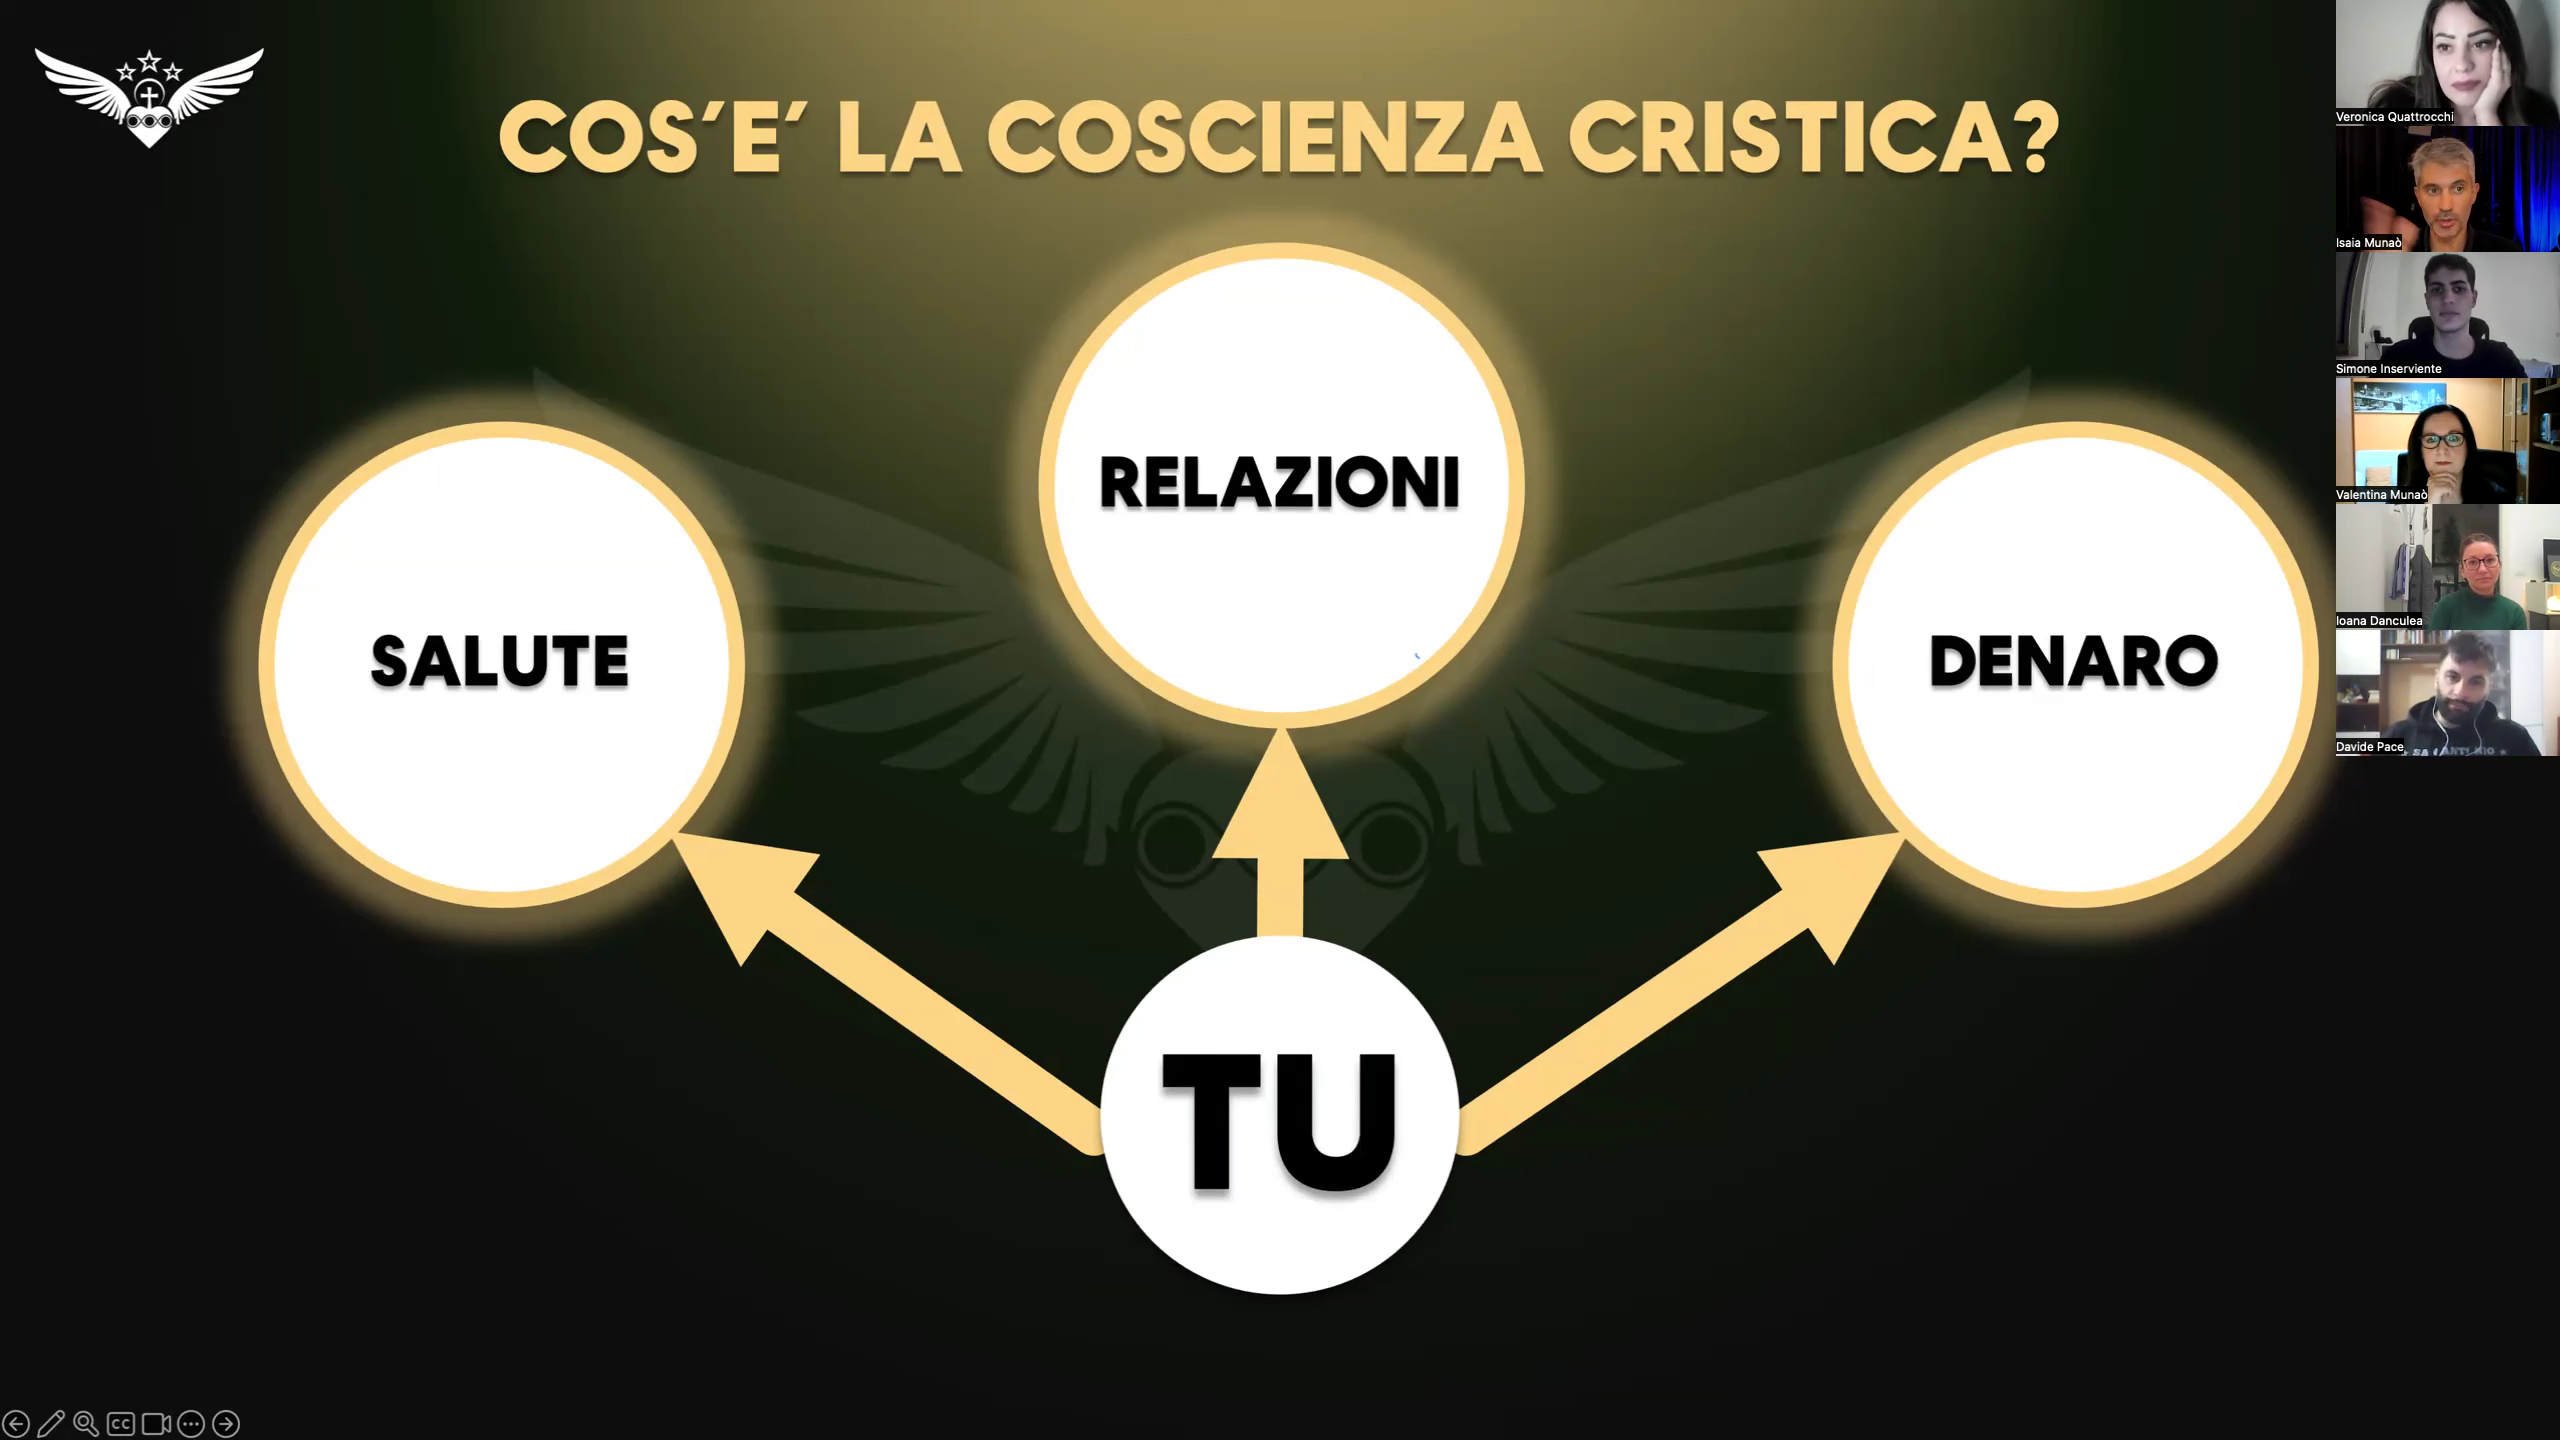 COS’E’ LA COSCIENZA CRISTICA?
RELAZIONI
SALUTE
DENARO
TU
Veronica Quattrocchi
Isaia Munaò
Simone Inserviente
Valentina Munaò
Ioana Danculea
Davide Pace
CC